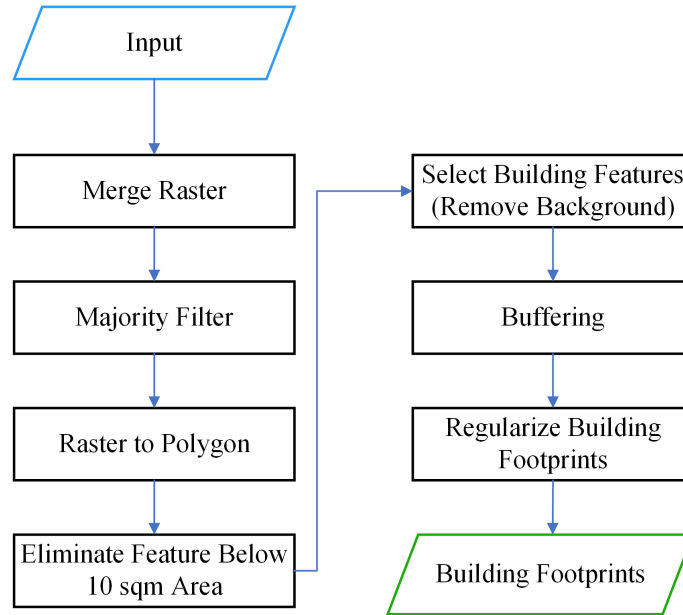 Input
Merge Raster
Majority Filter
Raster to Polygon
Eliminate Feature Below
10 sqm Area
Select Building Features
(Remove Background)
Buffering
Regularize Building
Footprints
Building Footprints